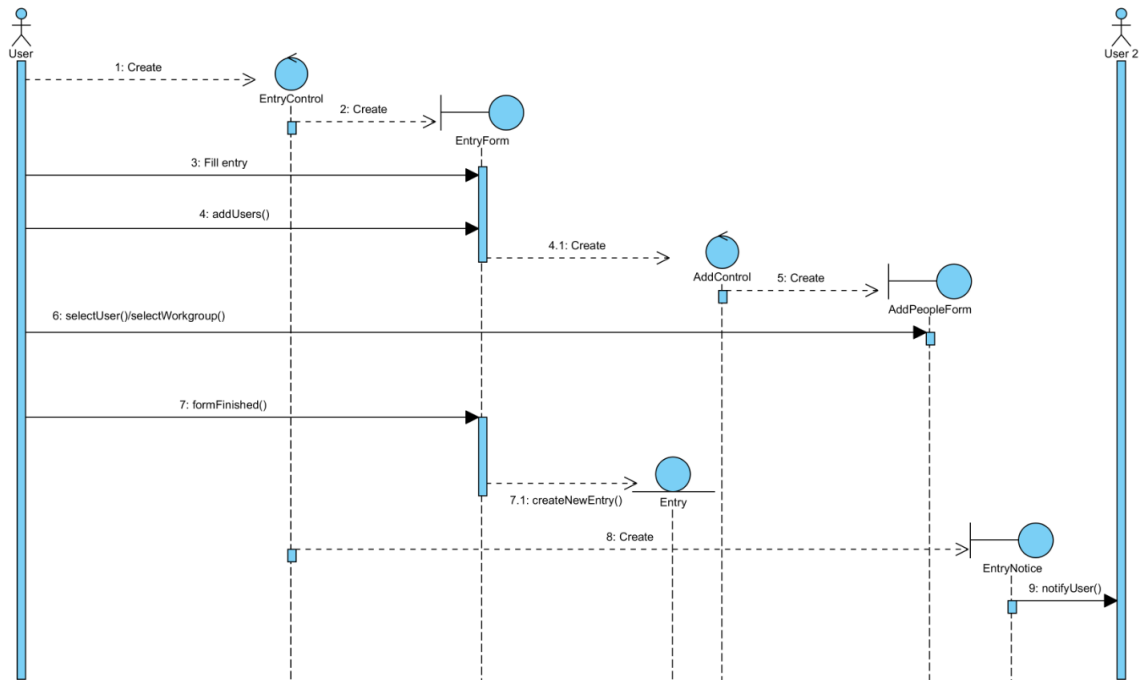 User
User 2
1: Create
EntryControl
2: Create
EntryForm
3: Fill entry
4: addUsers()
4.1: Create
AddControl
5: Create
AddPeopleForm
6: selectUser()/selectWorkgroup()
7: formFinished()
7.1: createNewEntry()
Entry
8: Create
EntryNotice
9: notifyUser()